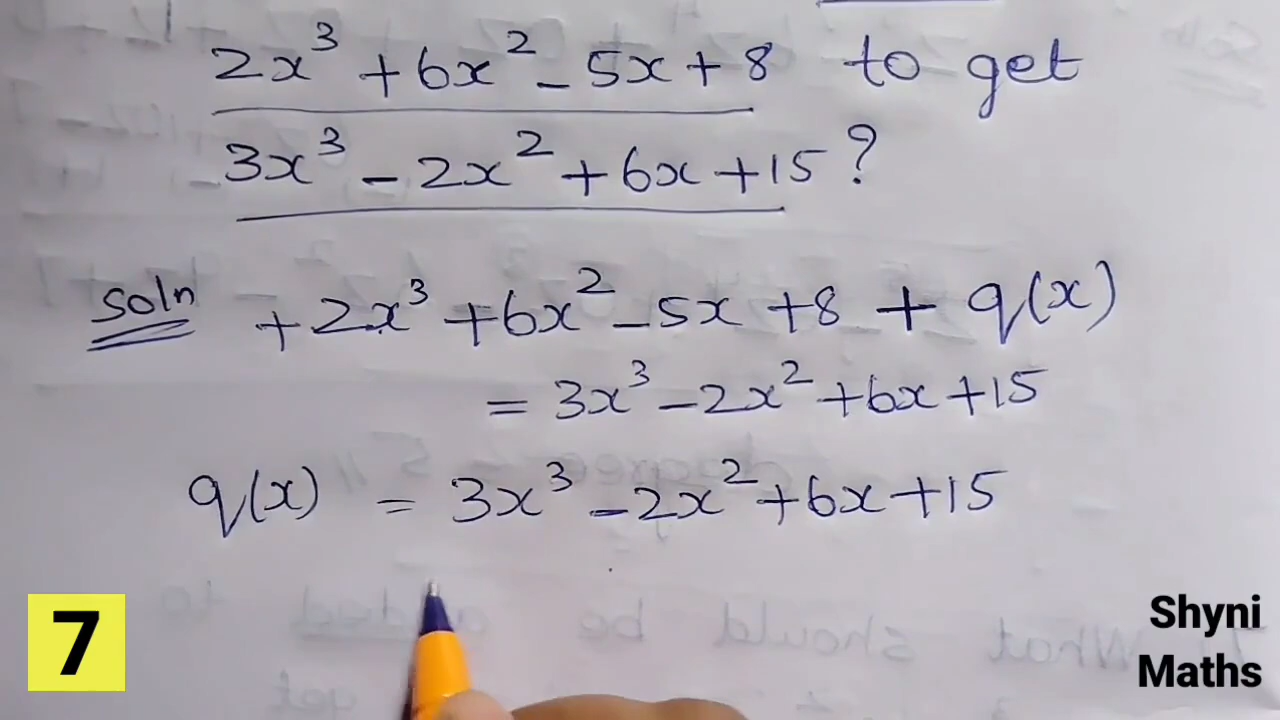 2x³ + 6x² - 5x + 8 to get
3x³ - 2x² + 6x + 15 ?
Soln + 2x³ + 6x² - 5x + 8 + q(x)
= 3x³ - 2x² + 6x + 15
q(x) = 3x³ - 2x² + 6x + 15
7
Shyni
Maths